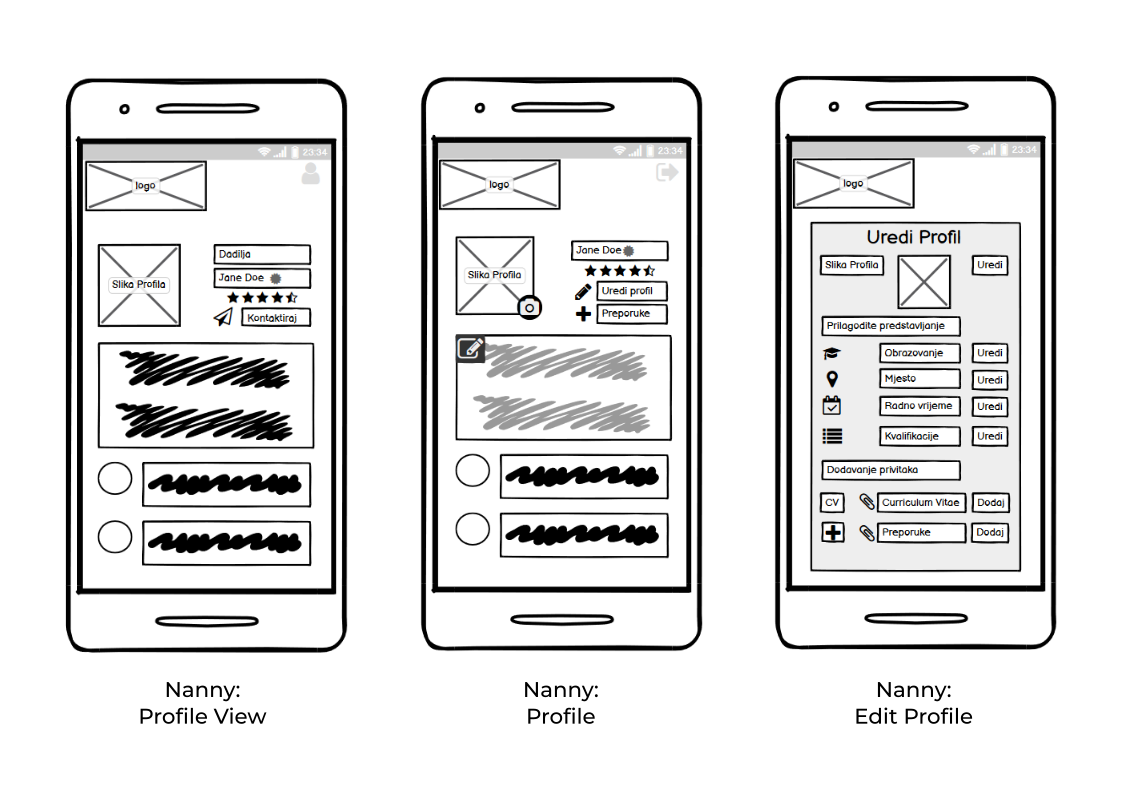 23:34
logo
Slika Profila
Dadilja
Jane Doe
Kontaktiraj
Nanny:
Profile View
23:34
logo
Slika Profila
Jane Doe
Uredi profil
Preporuke
Nanny:
Profile
23:34
logo
Uredi Profil
Slika Profila
Uredi
Prilagodite predstavljanje
Obrazovanje
Uredi
Mjesto
Uredi
Radno vrijeme
Uredi
Kvalifikacije
Uredi
Dodavanje privitaka
CV
Curriculum Vitae
Dodaj
Preporuke
Dodaj
Nanny:
Edit Profile